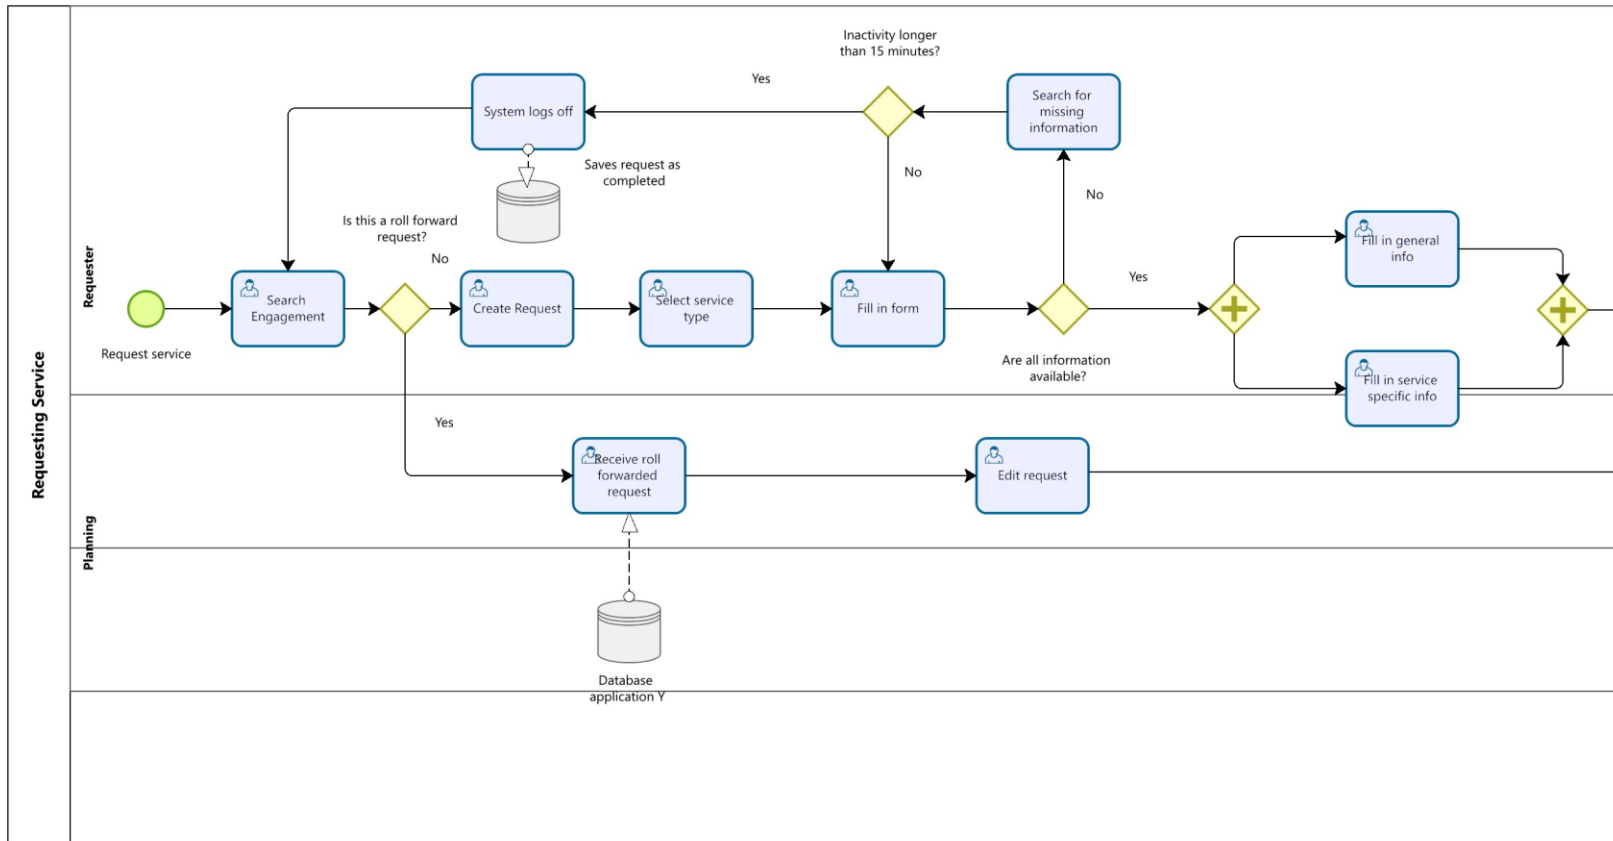 Inactivity longer
than 15 minutes?
Yes
System logs off
Search for
missing
information
Saves request as
completed
No
No
Is this a roll forward
request?
No
Requester
Search
Engagement
Create Request
Select service
type
Fill in form
Yes
Fill in general
info
Request service
Are all information
available?
Fill in service
specific info
Requesting Service
Yes
Planning
Receive roll
forwarded
request
Edit request
Database
application Y